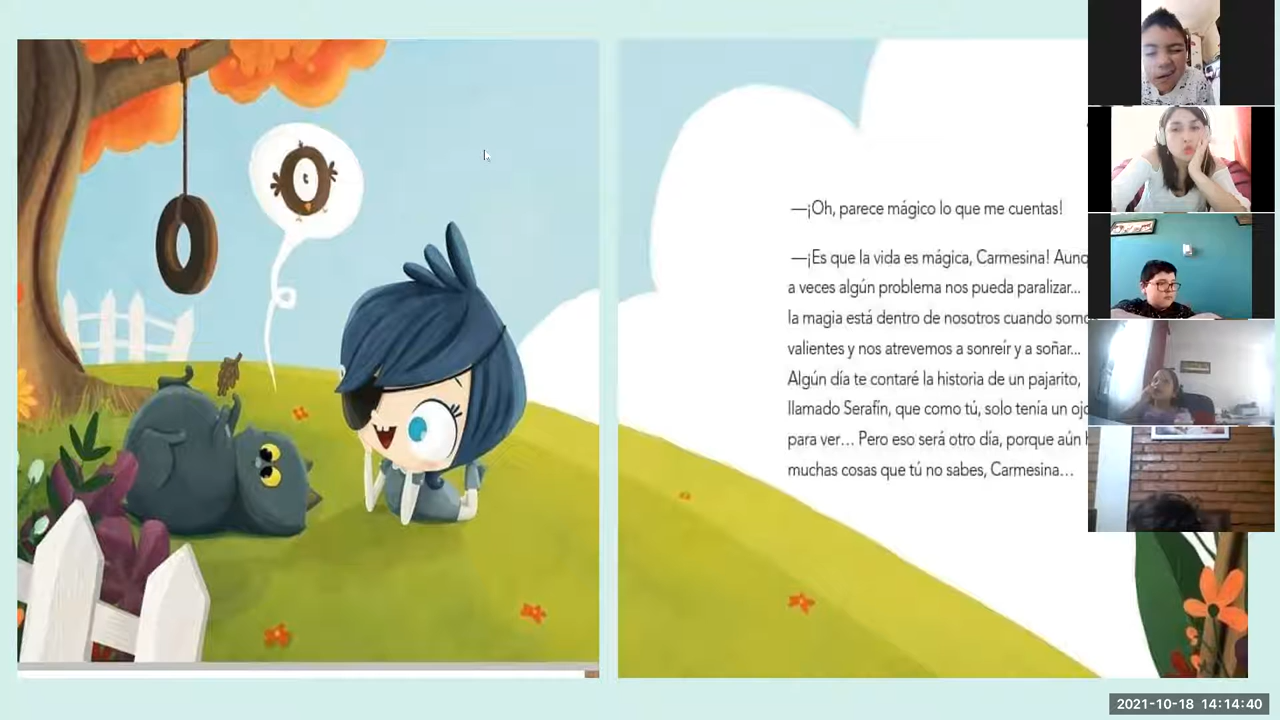 —¡Oh, parece mágico lo que me cuentas!
—¡Es que la vida es mágica, Carmesina!
a veces algún problema nos pueda paralizar...
la magia está dentro de nosotros cuando
valientes y nos atrevemos a sonreír y a soñar...
Algún día te contaré la historia de un pajarito,
llamado Serafín, que como tú, solo tenía un
para ver... Pero eso será otro día, porque aún
muchas cosas que tú no sabes, Carmesina...
2021-10-18 14:14:40